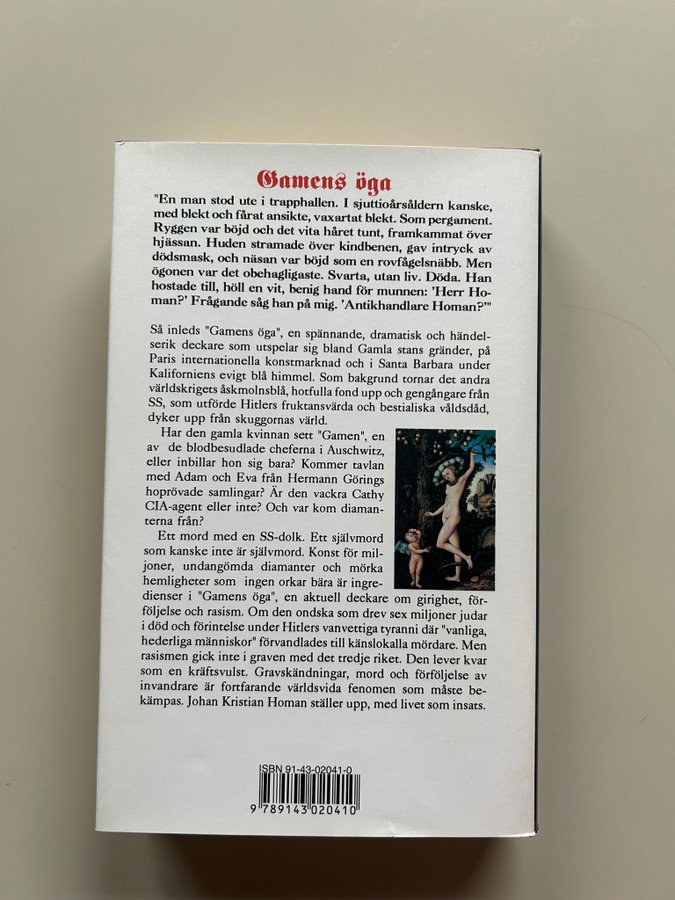 Gamens öga
"En man stod ute i trapphallen. I sjuttioårsåldern kanske,
med blekt och fårat ansikte, vaxartat blekt. Som pergament.
Ryggen var böjd och det vita håret tunt, framkammat över
hjässan. Huden stramade över kindbenen, gav intryck av
dödsmask, och näsan var böjd som en rovfågelsnäbb. Men
ögonen var det obehagligaste. Svarta, utan liv. Döda. Han
hostade till, höll en vit, benig hand för munnen: 'Herr Ho-
man?' Frågande såg han på mig. 'Antikhandlare Homan?'"
Så inleds "Gamens öga", en spännande, dramatisk och händel-
serik deckare som utspelar sig bland Gamla stans gränder, på
Paris internationella konstmarknad och i Santa Barbara under
Kaliforniens evigt blå himmel. Som bakgrund tornar det andra
världskrigets åskmolnsblå, hotfulla fond upp och gengångare från
SS, som utförde Hitlers fruktansvärda och bestialiska våldsdåd,
dyker upp från skuggornas värld.
Har den gamla kvinnan sett "Gamen", en
av de blodbesudlade cheferna i Auschwitz,
eller inbillar hon sig bara? Kommer tavlan
med Adam och Eva från Hermann Görings
hoprövade samlingar? Är den vackra Cathy
CIA-agent eller inte? Och var kom diaman-
terna från?
Ett mord med en SS-dolk. Ett självmord
som kanske inte är självmord. Konst för mil-
joner, undangömda diamanter och mörka
hemligheter som ingen orkar bära är ingre-
dienser i "Gamens öga", en aktuell deckare om girighet, för-
följelse och rasism. Om den ondska som drev sex miljoner judar
i död och förintelse under Hitlers vanvettiga tyranni där "vanliga,
hederliga människor" förvandlades till känslokalla mördare. Men
rasismen gick inte i graven med det tredje riket. Den lever kvar
som en kräftsvulst. Gravskändningar, mord och förföljelse av
invandrare är fortfarande världsvida fenomen som måste be-
kämpas. Johan Kristian Homan ställer upp, med livet som insats.
ISBN 91-43-02041-0
9 789143 020410